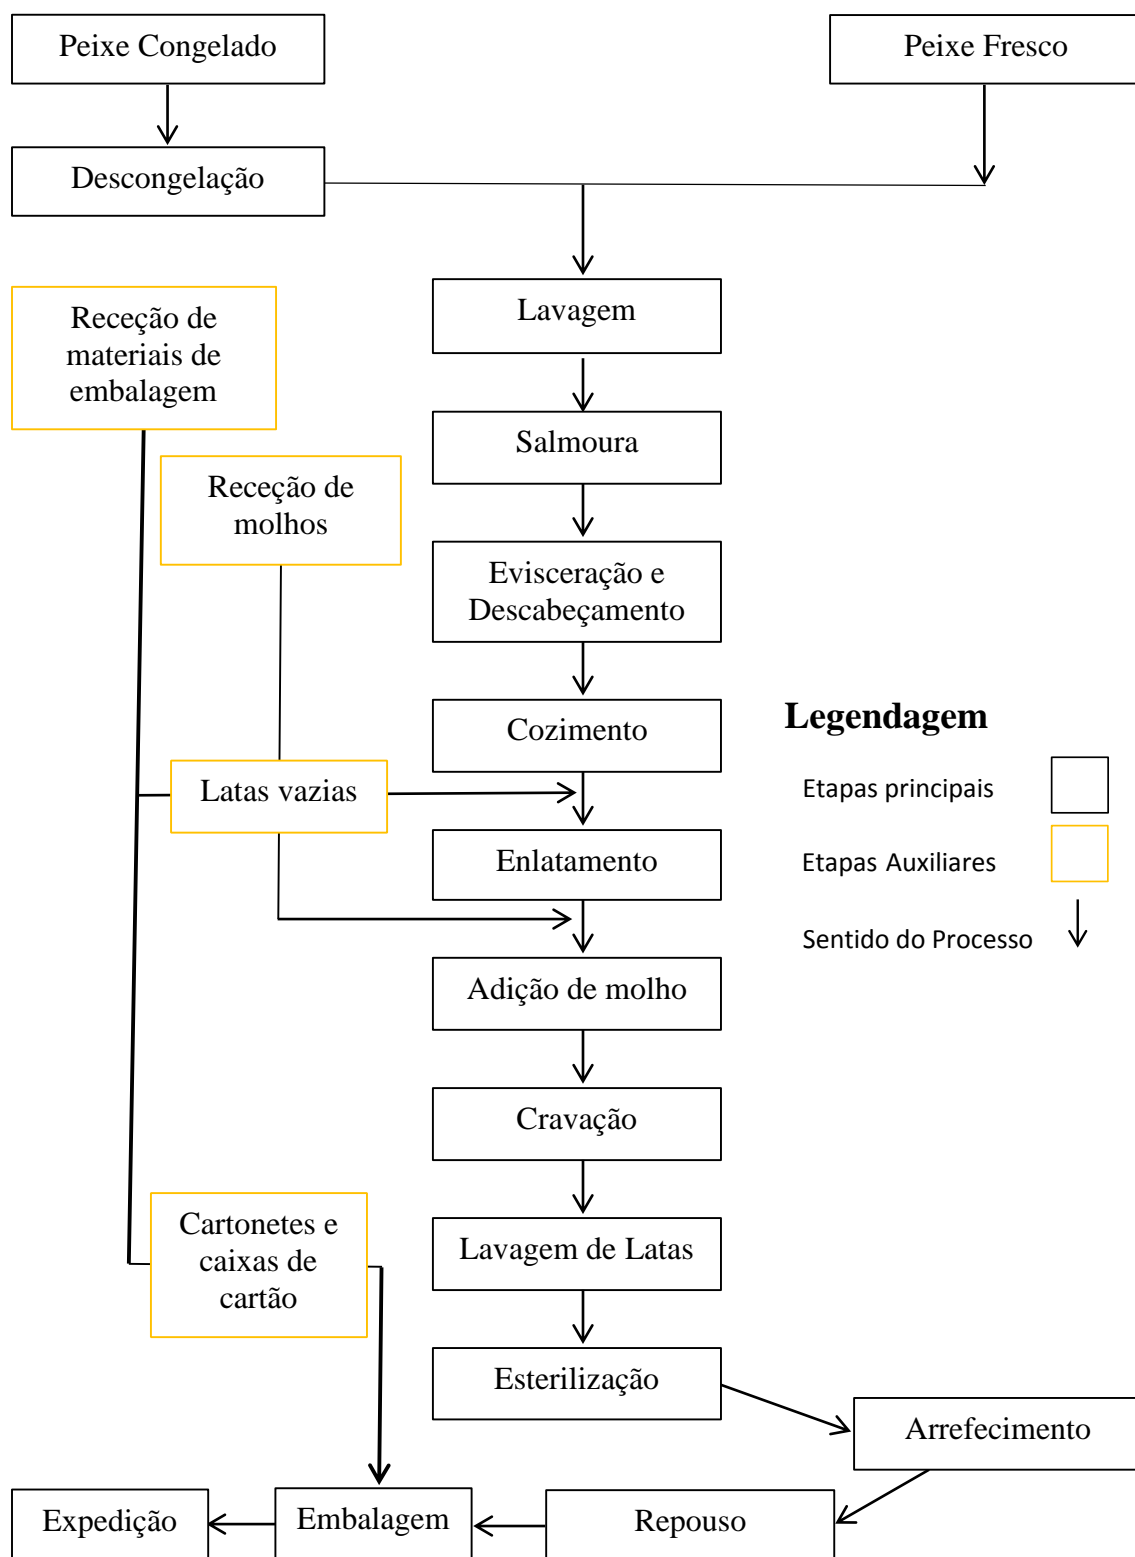 Peixe Congelado
Peixe Fresco
Descongelação
Receção de
materiais de
embalagem
Lavagem
Salmoura
Receção de
molhos
Evisceração e
Descabeçamento
Cozimento
Legendagem
Etapas principais
Latas vazias
Enlatamento
Etapas Auxiliares
Sentido do Processo
Adição de molho
Cravação
Cartonetes e
caixas de
cartão
Lavagem de Latas
Esterilização
Arrefecimento
Expedição
Embalagem
Repouso